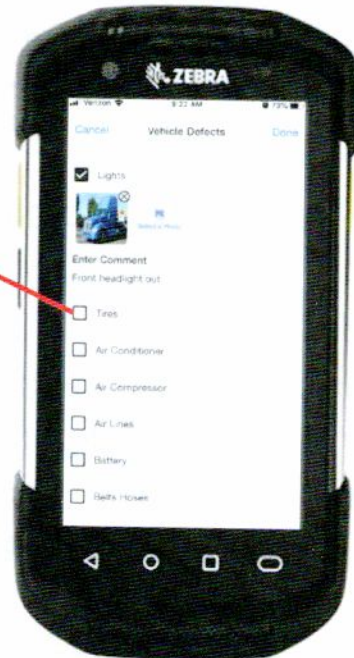 ZEBRA
Verizon 9:22 AM 73%
Cancel Vehicle Defects Done
Lights
Enter Comment
Front headlight out
Tires
Air Conditioner
Air Compressor
Air Lines
Battery
Belts Hoses